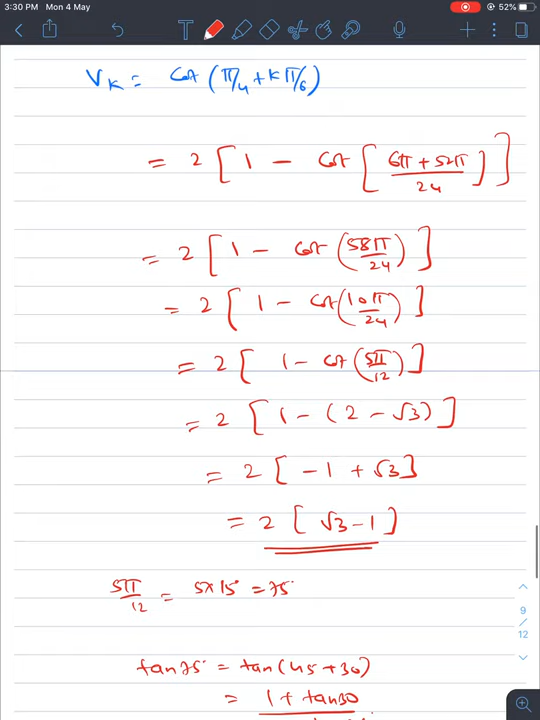 3:30 PM Mon 4 May 52%
V_K = cot (π/4 + Kπ/6)
= 2 [ 1 - cot [ (6π + 52π)/24 ] ]
= 2 [ 1 - cot (58π/24) ]
= 2 [ 1 - cot (10π/24) ]
= 2 [ 1 - cot (5π/12) ]
= 2 [ 1 - (2 - √3) ]
= 2 [ -1 + √3 ]
= 2 [ √3 - 1 ]
5π/12 = 5×15° = 75°
9 / 12
tan 75° = tan (45 + 30)
= 1 + tan 30